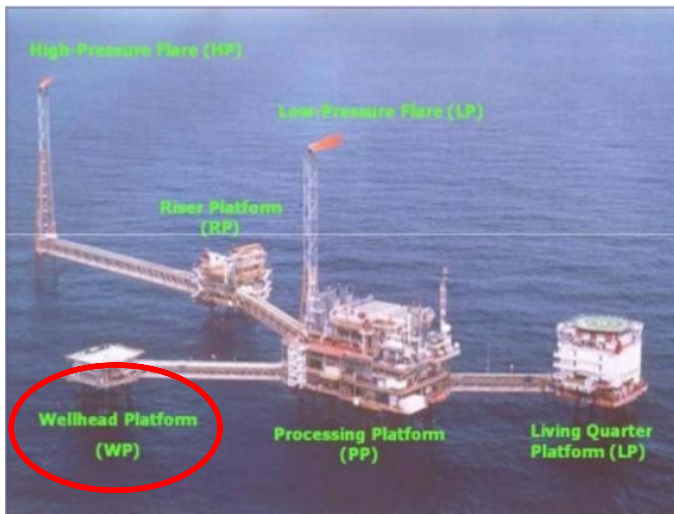 High-Pressure Flare (HP)
Low-Pressure Flare (LP)
Riser Platform
(RP)
Wellhead Platform
(WP)
Processing Platform
(PP)
Living Quarter
Platform (LP)